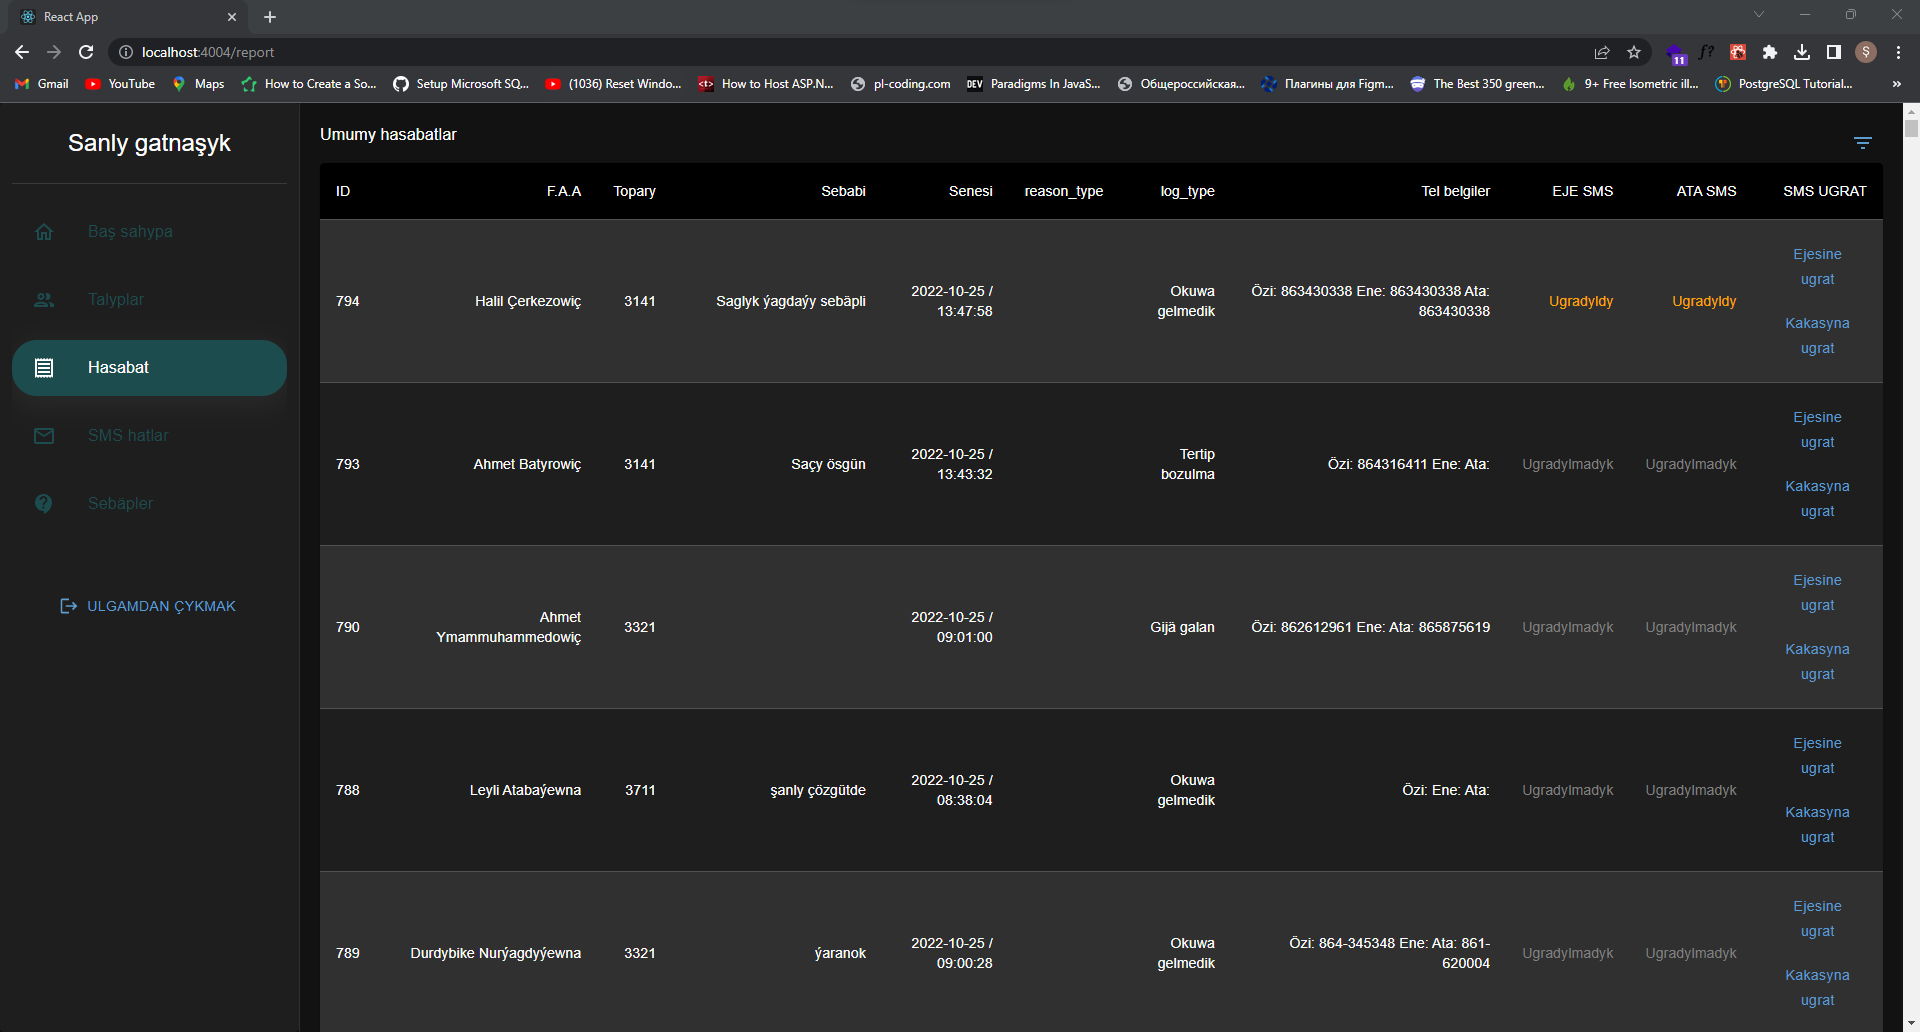 React App
localhost:4004/report
11
f?
Ş
Gmail
YouTube
Maps
How to Create a So...
Setup Microsoft SQ...
(1036) Reset Windo...
How to Host ASP.N...
pl-coding.com
DEV Paradigms In JavaS...
Общероссийская...
Плагины для Figm...
The Best 350 green...
9+ Free Isometric ill...
PostgreSQL Tutorial...
»
Sanly gatnaşyk
Baş sahypa
Talyplar
Hasabat
SMS hatlar
Sebäpler
ULGAMDAN ÇYKMAK
Umumy hasabatlar
ID F.A.A Topary Sebabi Senesi reason_type log_type Tel belgiler EJE SMS ATA SMS SMS UGRAT
794
Halil Çerkezowiç
3141
Saglyk ýagdaýy sebäpli
2022-10-25 /
13:47:58
Okuwa
gelmedik
Özi: 863430338 Ene: 863430338 Ata:
863430338
Ugradyldy
Ugradyldy
Ejesine
ugrat
Kakasyna
ugrat
793
Ahmet Batyrowiç
3141
Saçy ösgün
2022-10-25 /
13:43:32
Tertip
bozulma
Özi: 864316411 Ene: Ata:
Ugradylmadyk
Ugradylmadyk
Ejesine
ugrat
Kakasyna
ugrat
790
Ahmet
Ymammuhammedowiç
3321
2022-10-25 /
09:01:00
Gijä galan
Özi: 862612961 Ene: Ata: 865875619
Ugradylmadyk
Ugradylmadyk
Ejesine
ugrat
Kakasyna
ugrat
788
Leyli Atabaýewna
3711
şanly çözgütde
2022-10-25 /
08:38:04
Okuwa
gelmedik
Özi: Ene: Ata:
Ugradylmadyk
Ugradylmadyk
Ejesine
ugrat
Kakasyna
ugrat
789
Durdybike Nurýagdyýewna
3321
ýaranok
2022-10-25 /
09:00:28
Okuwa
gelmedik
Özi: 864-345348 Ene: Ata: 861-
620004
Ugradylmadyk
Ugradylmadyk
Ejesine
ugrat
Kakasyna
ugrat